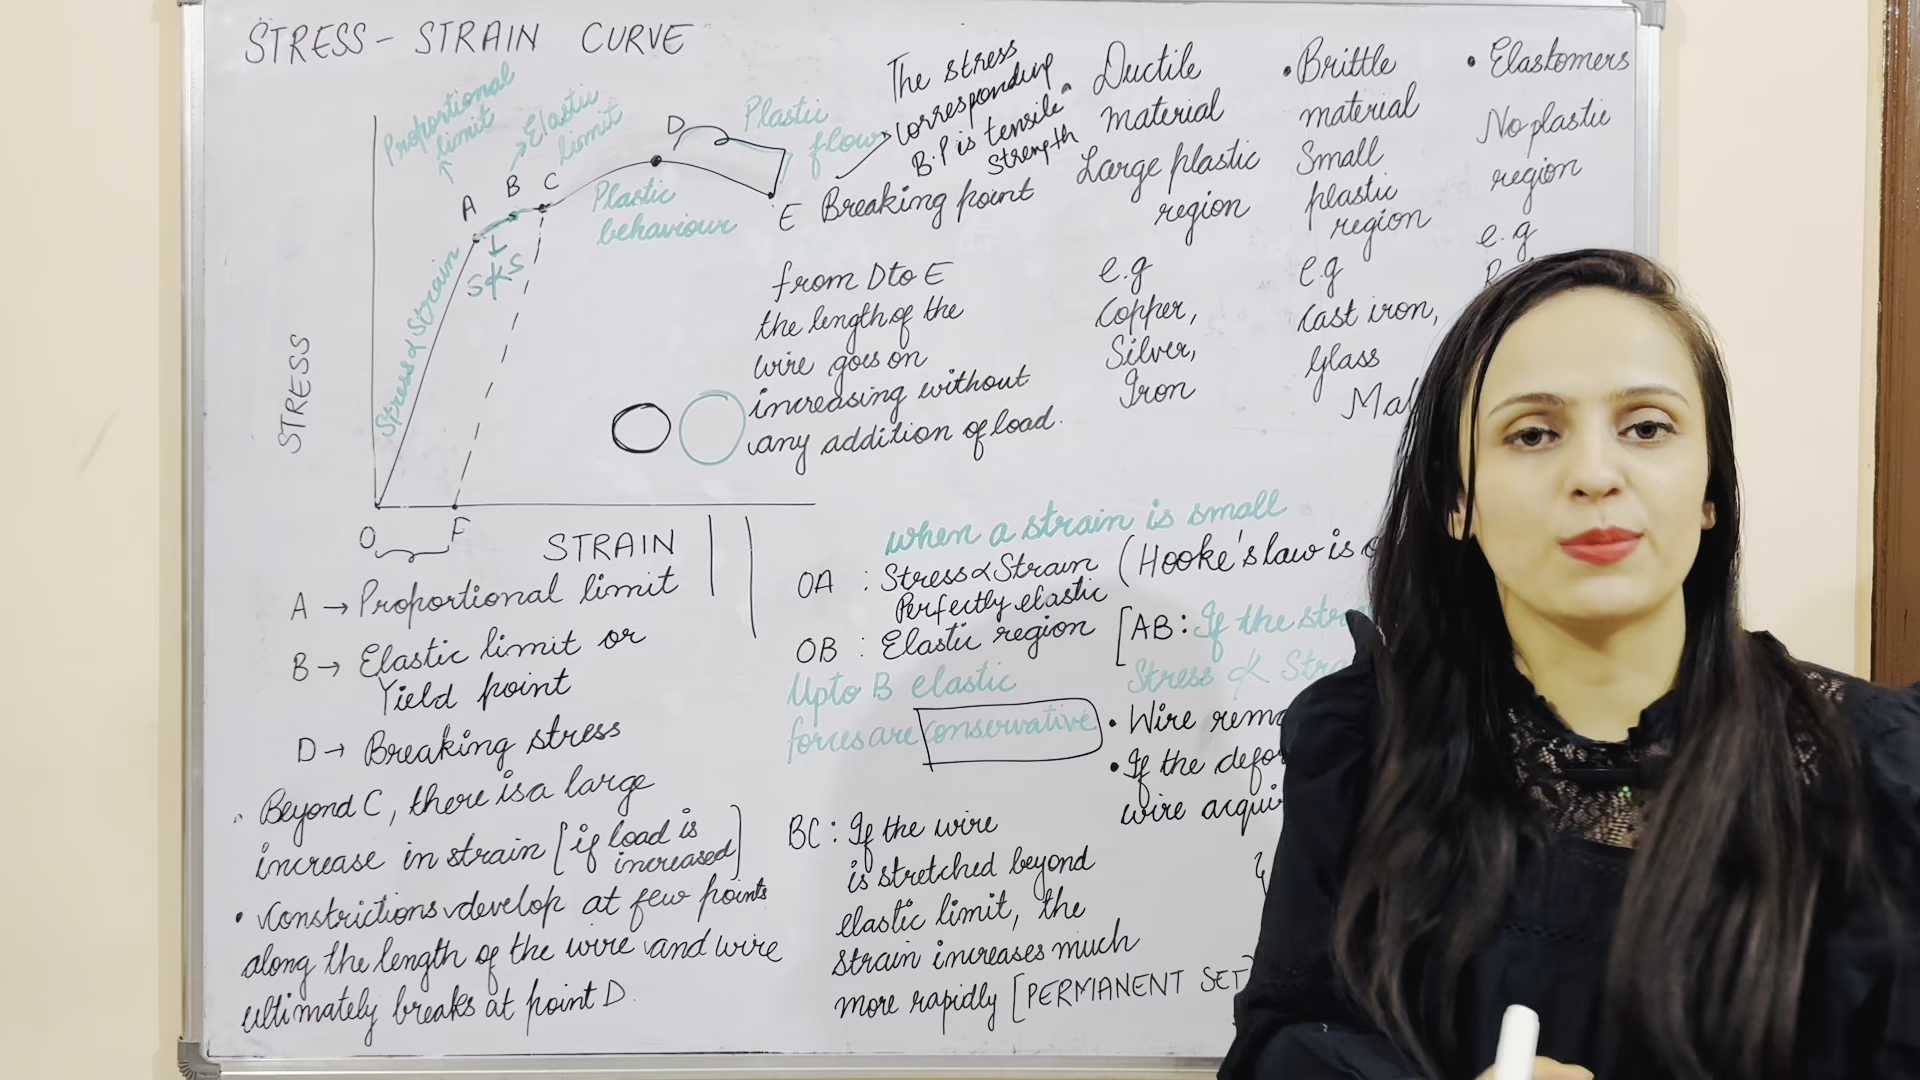 STRESS - STRAIN CURVE
Proportional
limit
Elastic
limit
A
B
C
D
E
Plastic
flow
Plastic
behaviour
S∝̸S
Stress∝Strain
STRESS
O
F
STRAIN
The stress
corresponding
B.P is tensile
Strength
Breaking point
from D to E
the length of the
wire goes on
increasing without
any addition of load.
Ductile
material
Large plastic
region
e.g
Copper,
Silver,
Iron
• Brittle
material
Small
plastic
region
e.g
Cast iron,
Glass
• Elastomers
No plastic
region
e.g
A → Proportional limit
B → Elastic limit or
Yield point
D → Breaking stress
Beyond C, there is a large
increase in strain [if load is
increased]
• Constrictions develop at few points
along the length of the wire and wire
ultimately breaks at point D.
when a strain is small
OA : Stress∝Strain (Hooke's law is
Perfectly elastic
OB : Elastic region [AB: If the
Upto B elastic
forces are conservative
Stress ∝̸
• Wire
• If the
wire
BC: If the wire
is stretched beyond
elastic limit, the
strain increases much
more rapidly [PERMANENT SET]